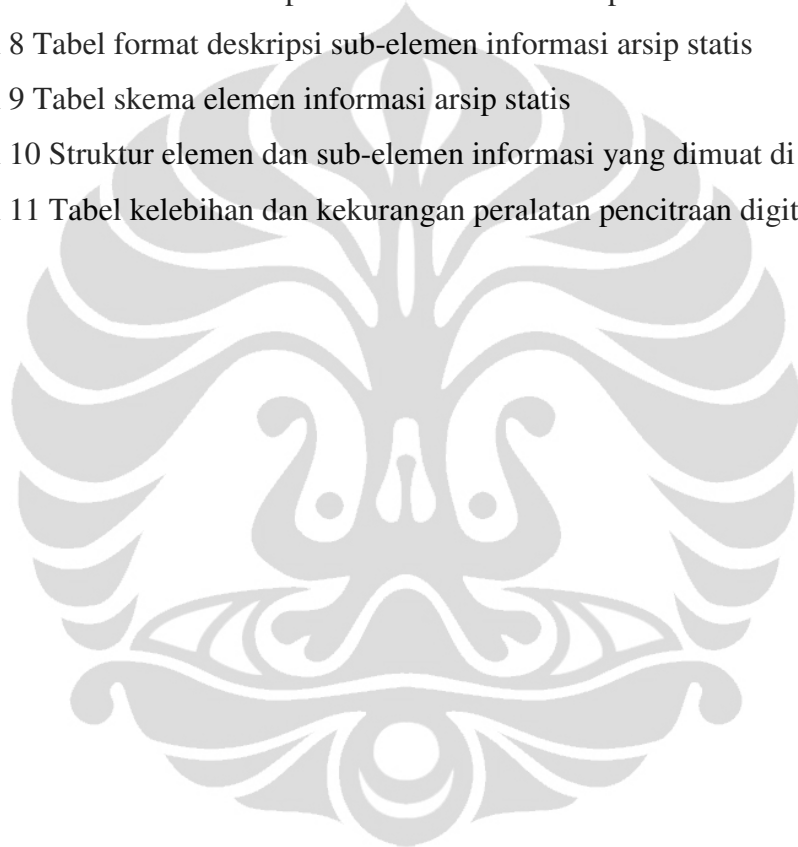 8 Tabel format deskripsi sub-elemen informasi arsip statis
9 Tabel skema elemen informasi arsip statis
10 Struktur elemen dan sub-elemen informasi yang dimuat di
11 Tabel kelebihan dan kekurangan peralatan pencitraan digit